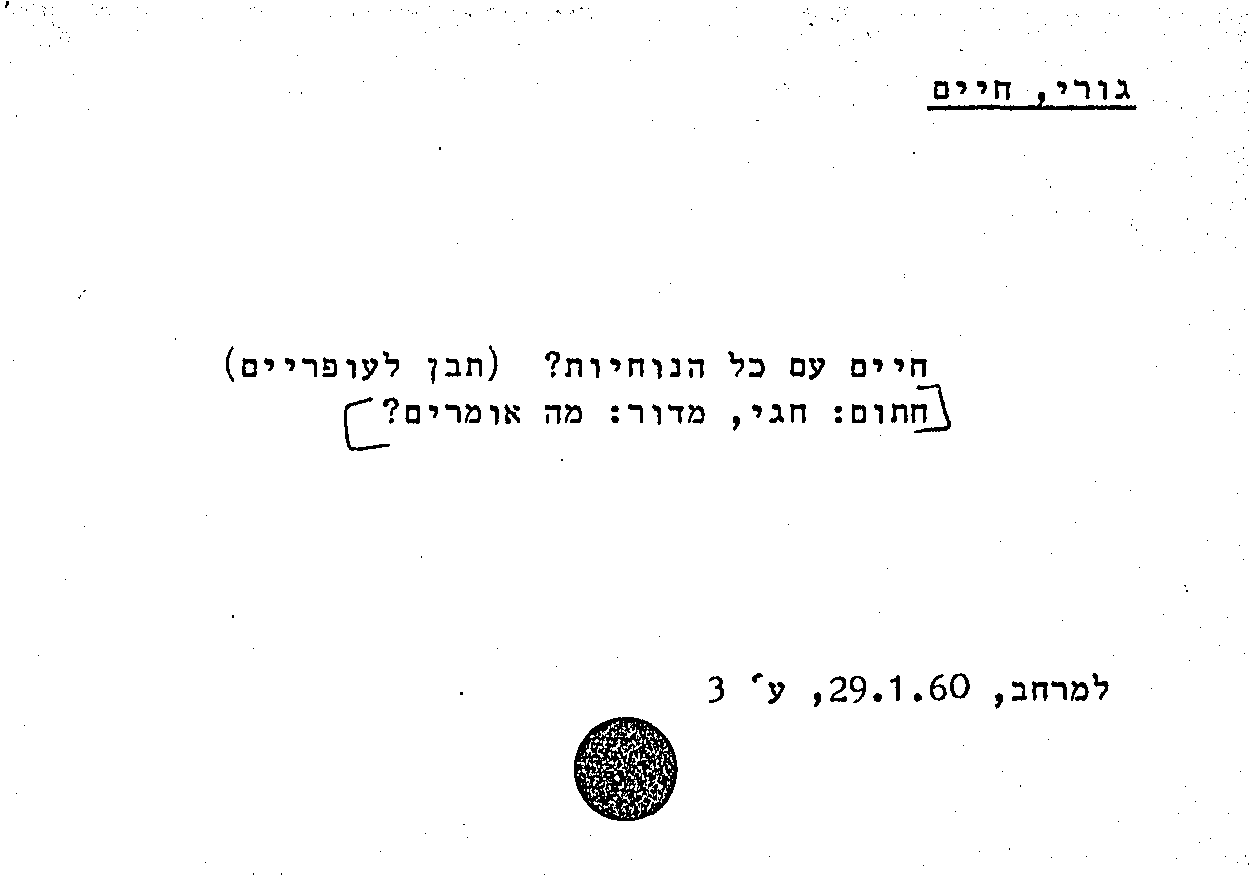 גורי, חיים
חיים עם כל הנוחיות? (תבן לעופריים)
[חתום: חגי, מדור: מה אומרים?]
למרחב, 29.1.60, ע' 3